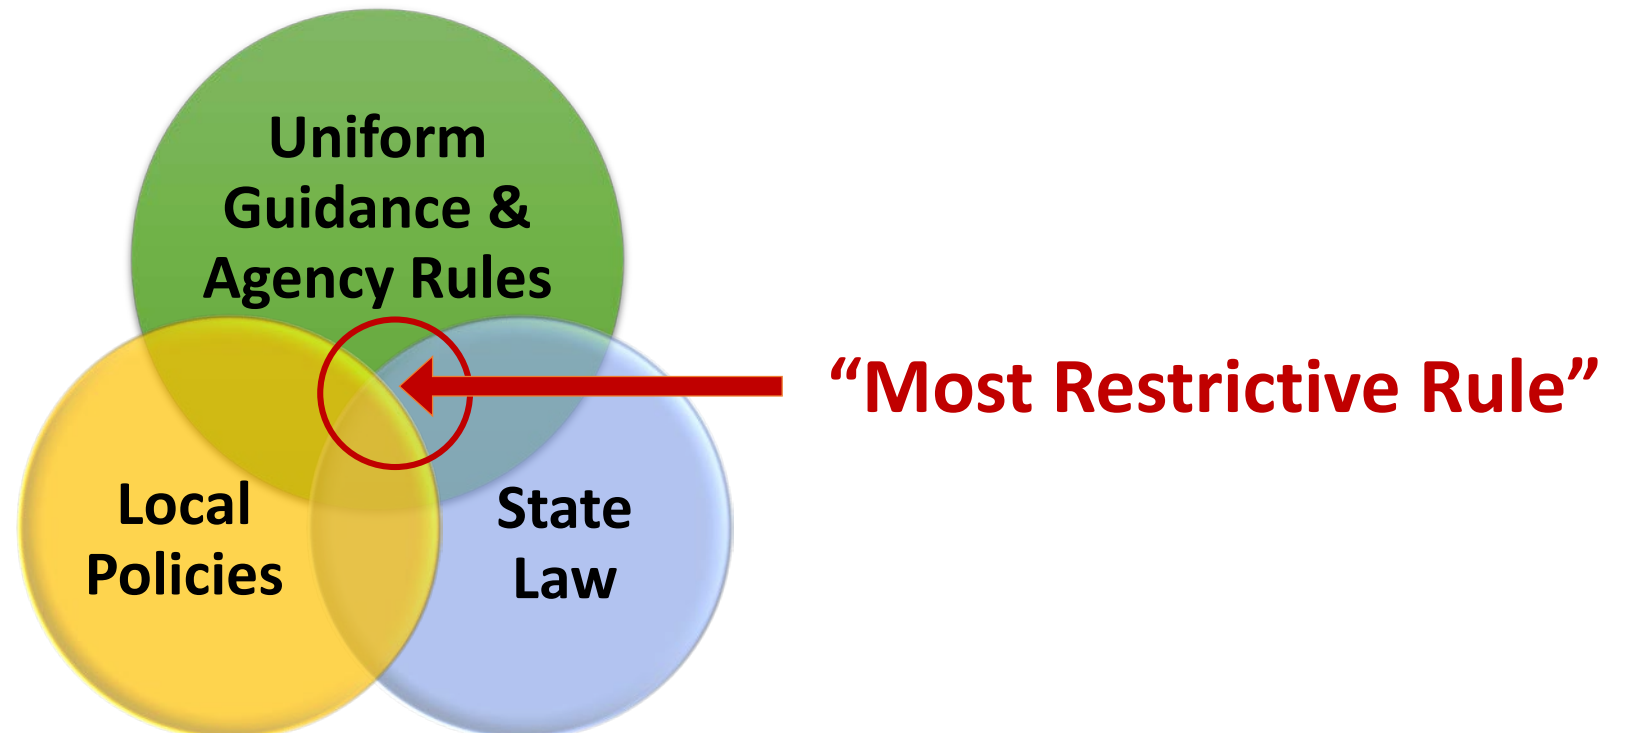 Uniform
Guidance &
Agency Rules
“Most Restrictive Rule”
Local
Policies
State
Law